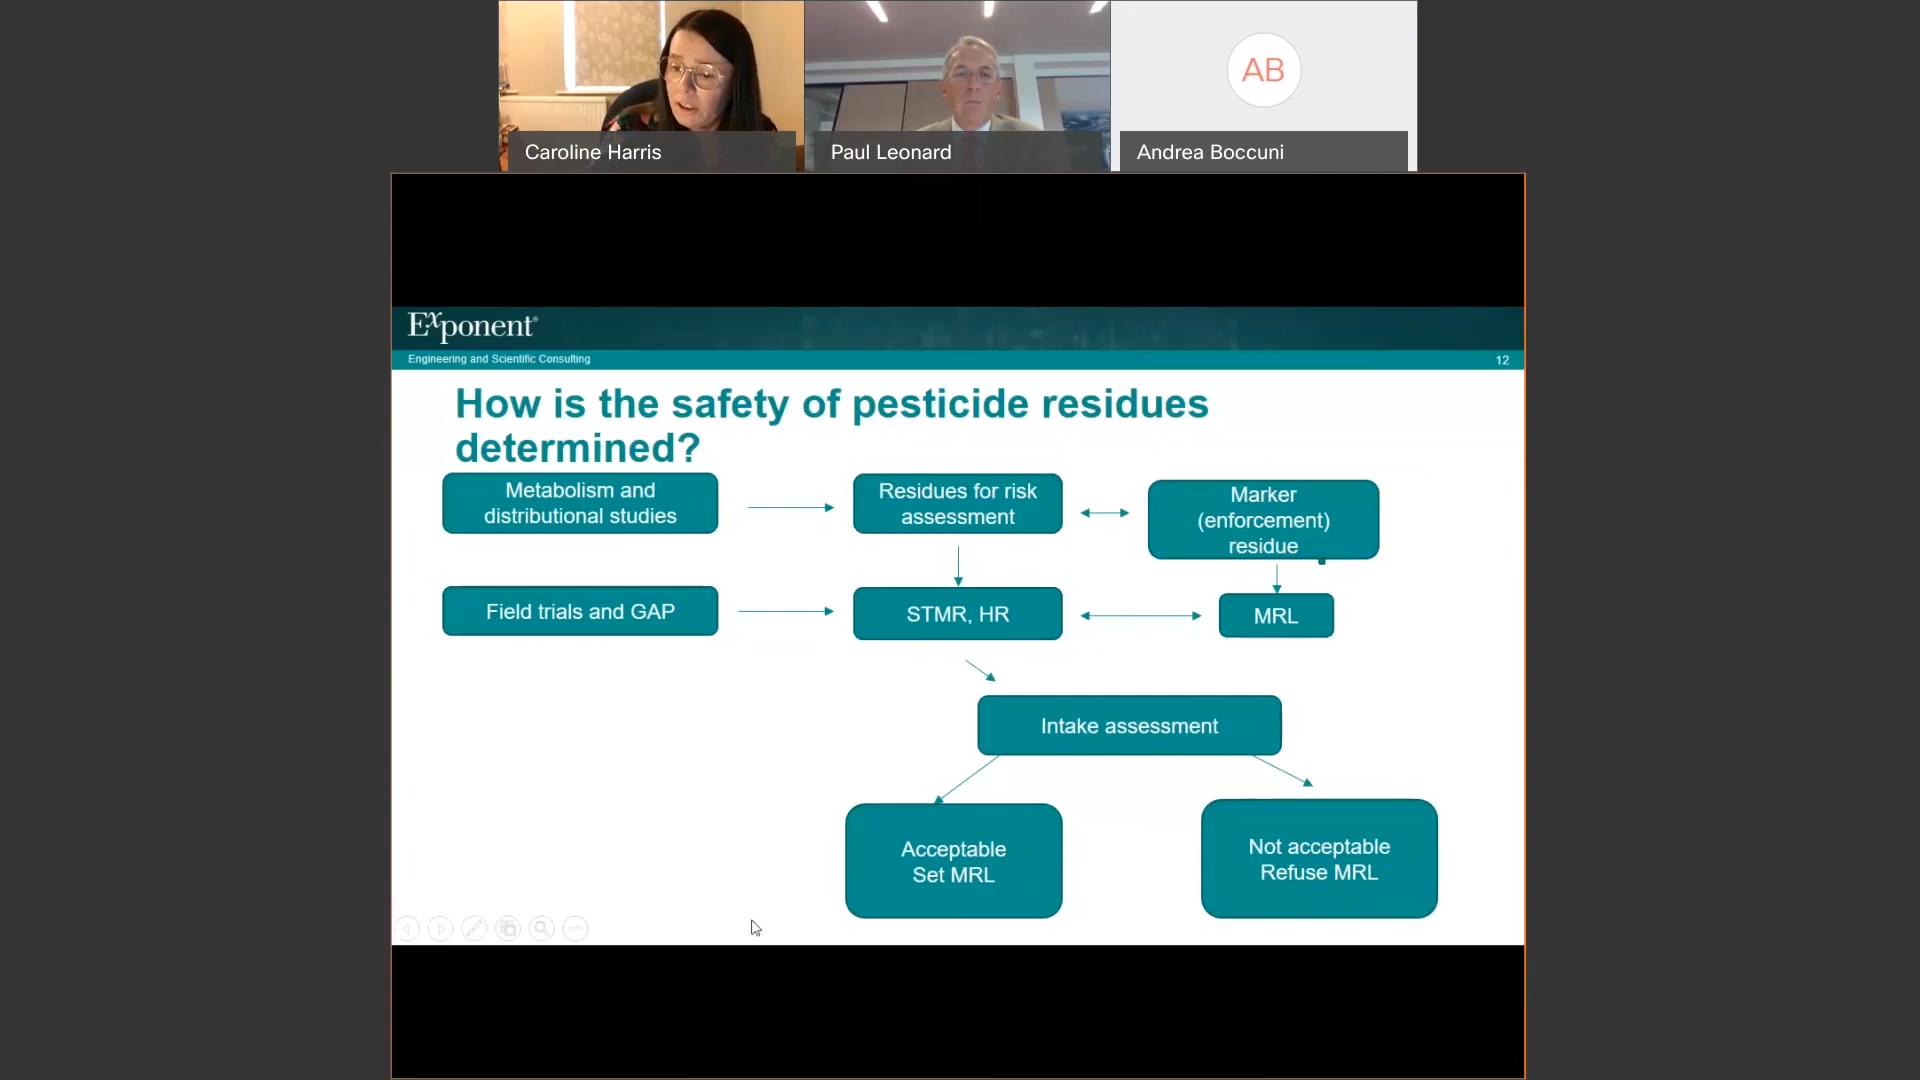 Caroline Harris
Paul Leonard
AB
Andrea Boccuni
Exponent®
Engineering and Scientific Consulting
12
How is the safety of pesticide residues
determined?
Metabolism and
distributional studies
Residues for risk
assessment
Marker
(enforcement)
residue
Field trials and GAP
STMR, HR
MRL
Intake assessment
Acceptable
Set MRL
Not acceptable
Refuse MRL